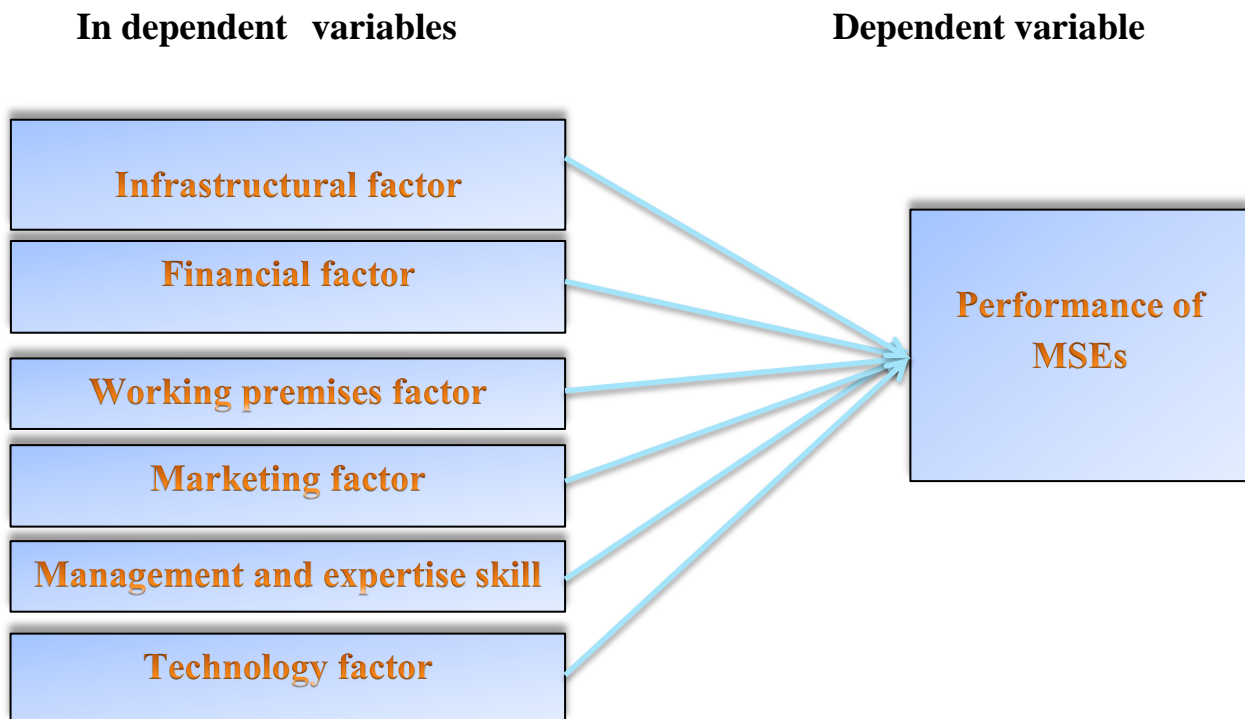 In dependent variables
Dependent variable
Infrastructural factor
Financial factor
Working premises factor
Marketing factor
Management and expertise skill
Technology factor
Performance of
MSEs